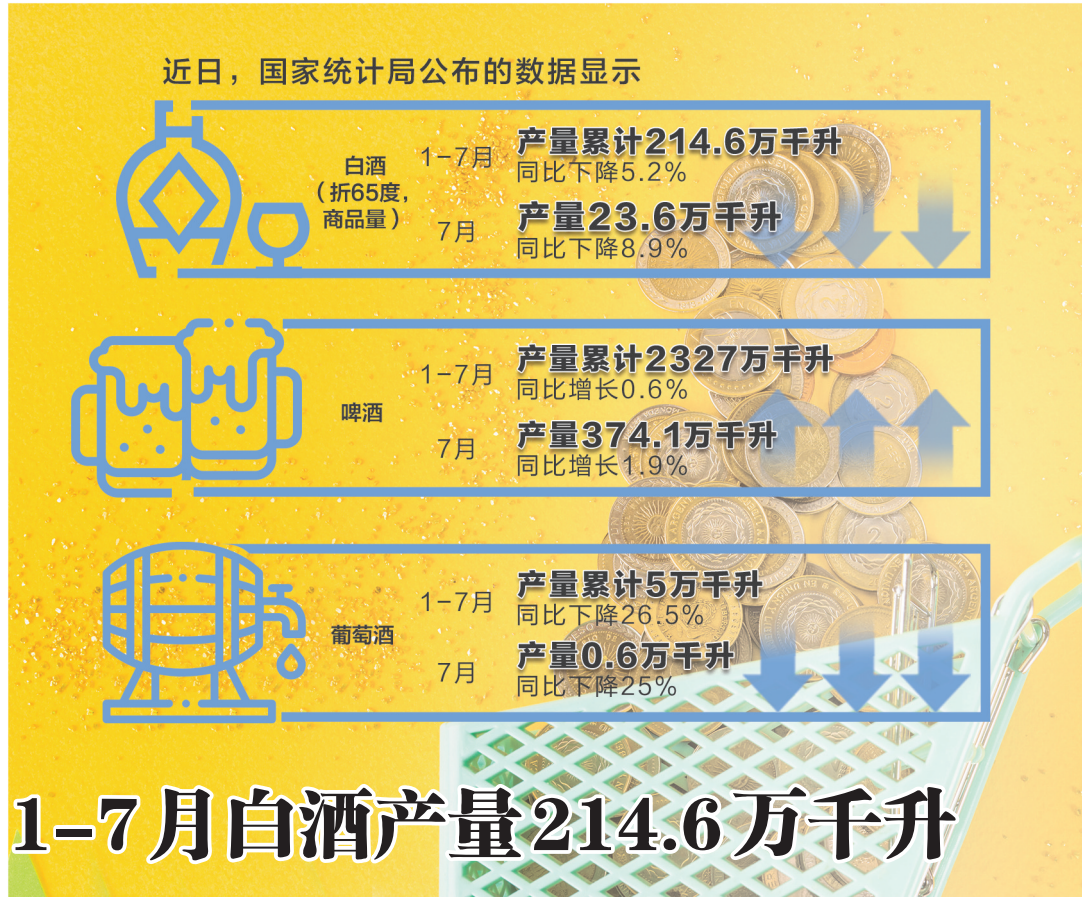 近日，国家统计局公布的数据显示
白酒
（折65度，
商品量）
1-7月
产量累计214.6万千升
同比下降5.2%
7月
产量23.6万千升
同比下降8.9%
啤酒
1-7月
产量累计2327万千升
同比增长0.6%
7月
产量374.1万千升
同比增长1.9%
葡萄酒
1-7月
产量累计5万千升
同比下降26.5%
7月
产量0.6万千升
同比下降25%
1-7月白酒产量214.6万千升